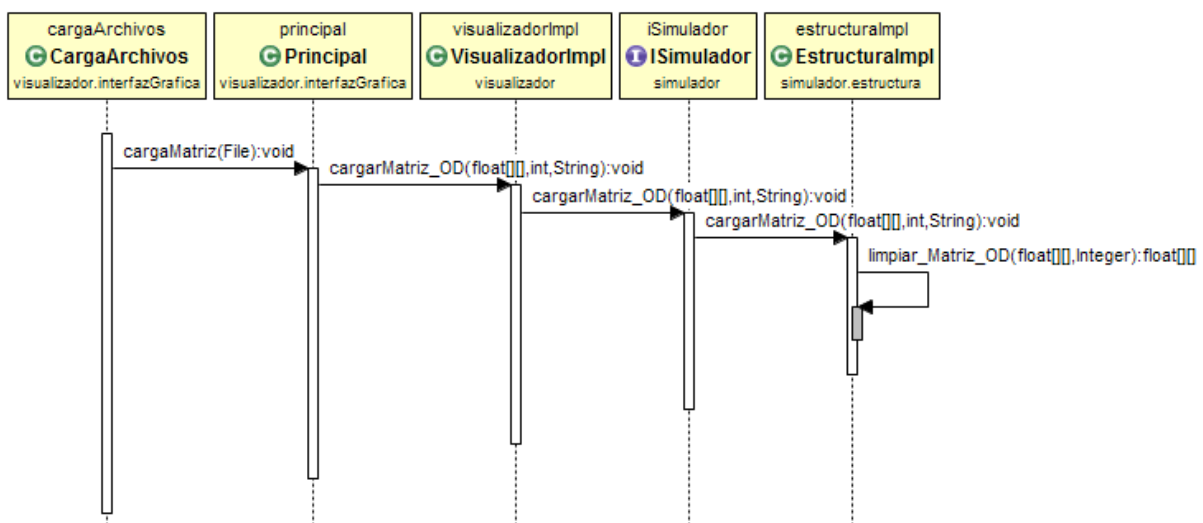 cargaArchivos
C CargaArchivos
visualizador.interfazGrafica
principal
C Principal
visualizador.interfazGrafica
visualizadorImpl
C VisualizadorImpl
visualizador
iSimulador
I ISimulador
simulador
estructuraImpl
C EstructuraImpl
simulador.estructura
cargaMatriz(File):void
cargarMatriz_OD(float[][],int,String):void
cargarMatriz_OD(float[][],int,String):void
cargarMatriz_OD(float[][],int,String):void
limpiar_Matriz_OD(float[][],Integer):float[][]